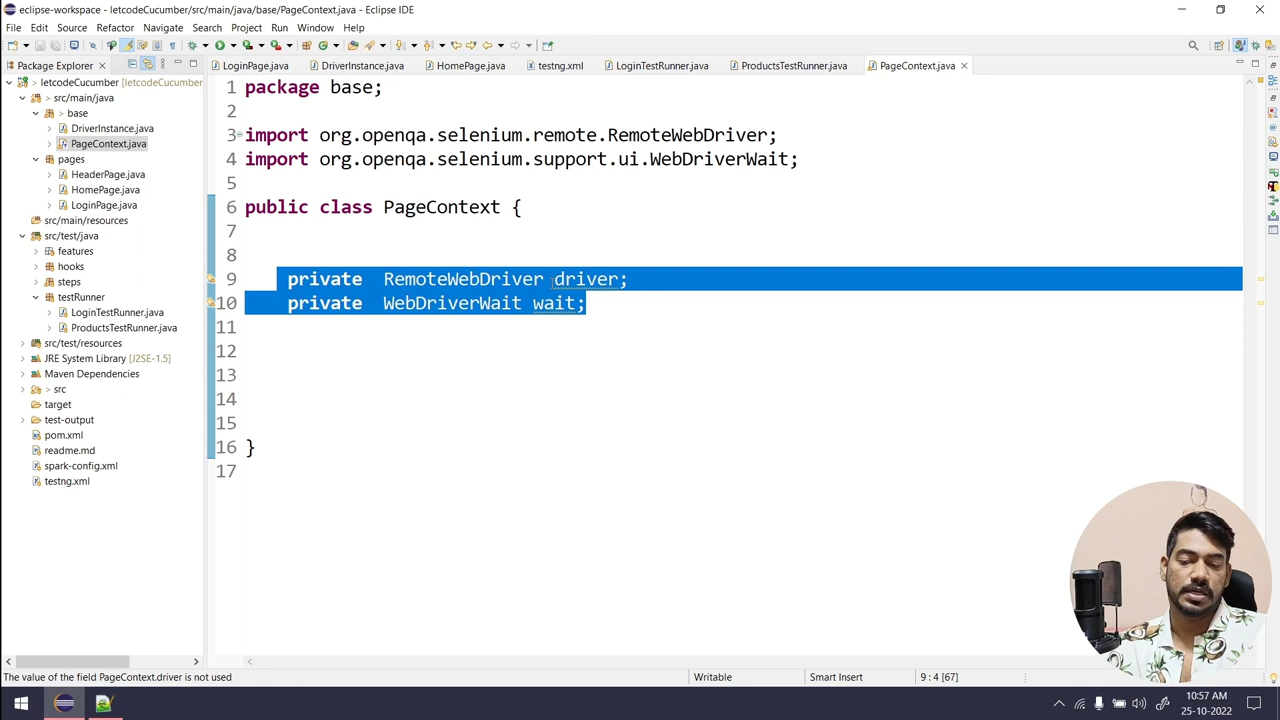 eclipse-workspace - letcodeCucumber/src/main/java/base/PageContext.java - Eclipse IDE
File Edit Source Refactor Navigate Search Project Run Window Help
Package Explorer
LoginPage.java DriverInstance.java HomePage.java testng.xml LoginTestRunner.java ProductsTestRunner.java PageContext.java
letcodeCucumber [letcodeCucumber
src/main/java
> base
DriverInstance.java
PageContext.java
pages
HeaderPage.java
HomePage.java
LoginPage.java
src/main/resources
src/test/java
features
hooks
steps
testRunner
LoginTestRunner.java
ProductsTestRunner.java
src/test/resources
JRE System Library [J2SE-1.5]
Maven Dependencies
> src
target
test-output
pom.xml
readme.md
spark-config.xml
testng.xml
1 package base;
2
3 import org.openqa.selenium.remote.RemoteWebDriver;
4 import org.openqa.selenium.support.ui.WebDriverWait;
5
6 public class PageContext {
7
8
9 private RemoteWebDriver driver;
10 private WebDriverWait wait;
11
12
13
14
15
16 }
17
The value of the field PageContext.driver is not used
Writable
Smart Insert
9 : 4 [67]
10:57 AM
25-10-2022